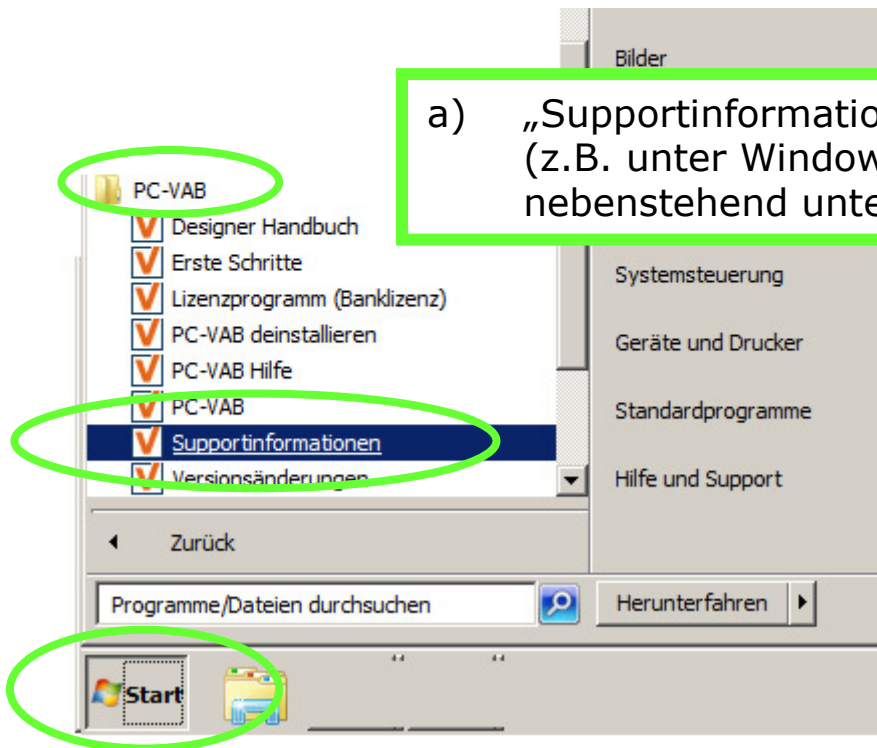 Bilder
a) „Supportinformatio
(z.B. unter Window
nebenstehend unte
PC-VAB
Designer Handbuch
Erste Schritte
Lizenzprogramm (Banklizenz)
PC-VAB deinstallieren
PC-VAB Hilfe
PC-VAB
Supportinformationen
Versionsänderungen
Zurück
Programme/Dateien durchsuchen
Systemsteuerung
Geräte und Drucker
Standardprogramme
Hilfe und Support
Herunterfahren
Start